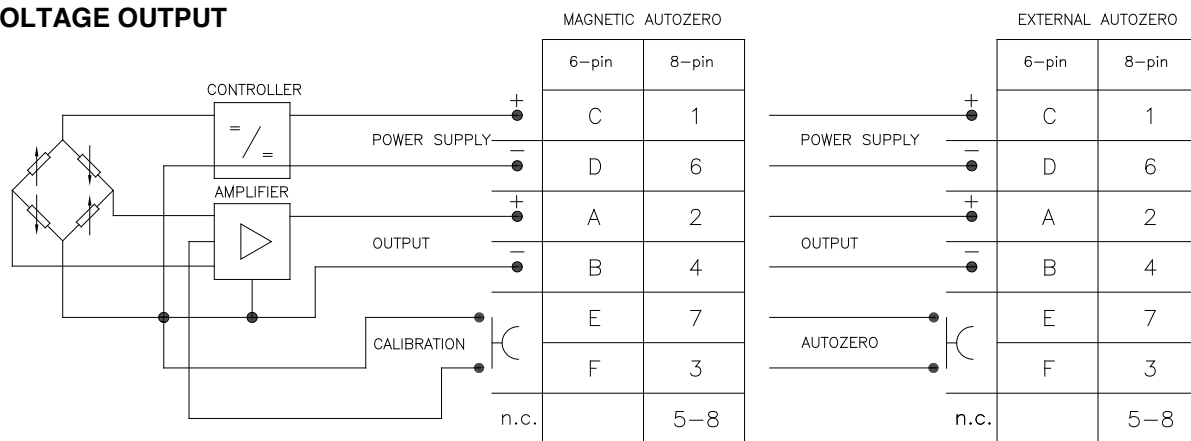 OLTAGE OUTPUT
MAGNETIC AUTOZERO
6-pin 8-pin
CONTROLLER
= / =
POWER SUPPLY
+ C 1
− D 6
AMPLIFIER
OUTPUT
+ A 2
− B 4
CALIBRATION
E 7
F 3
n.c. 5-8
EXTERNAL AUTOZERO
6-pin 8-pin
POWER SUPPLY
+ C 1
− D 6
OUTPUT
+ A 2
− B 4
AUTOZERO
E 7
F 3
n.c. 5-8